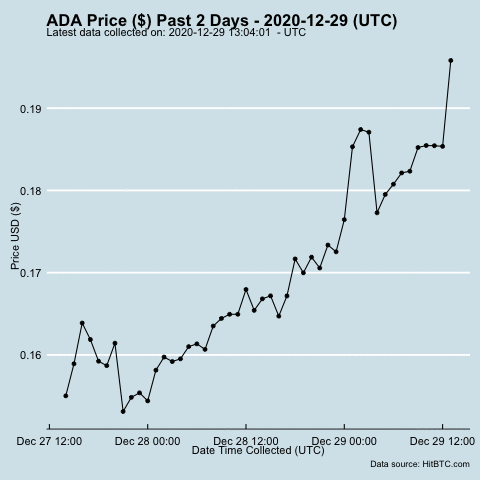 ADA Price ($) Past 2 Days - 2020-12-29 (UTC)
Latest data collected on: 2020-12-29 13:04:01  - UTC
0.19
0.18
0.17
0.16
Price USD ($)
Dec 27 12:00 Dec 28 00:00 Dec 28 12:00 Dec 29 00:00 Dec 29 12:00
Date Time Collected (UTC)
Data source: HitBTC.com